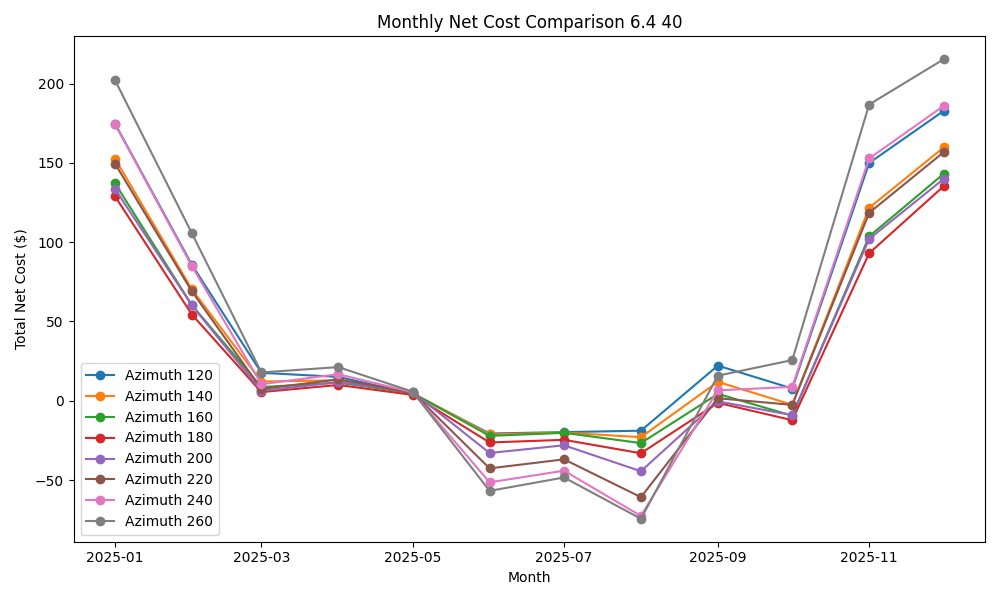 Monthly Net Cost Comparison 6.4 40
Total Net Cost ($)
200
150
100
50
0
−50
Azimuth 120
Azimuth 140
Azimuth 160
Azimuth 180
Azimuth 200
Azimuth 220
Azimuth 240
Azimuth 260
2025-01 2025-03 2025-05 2025-07 2025-09 2025-11
Month